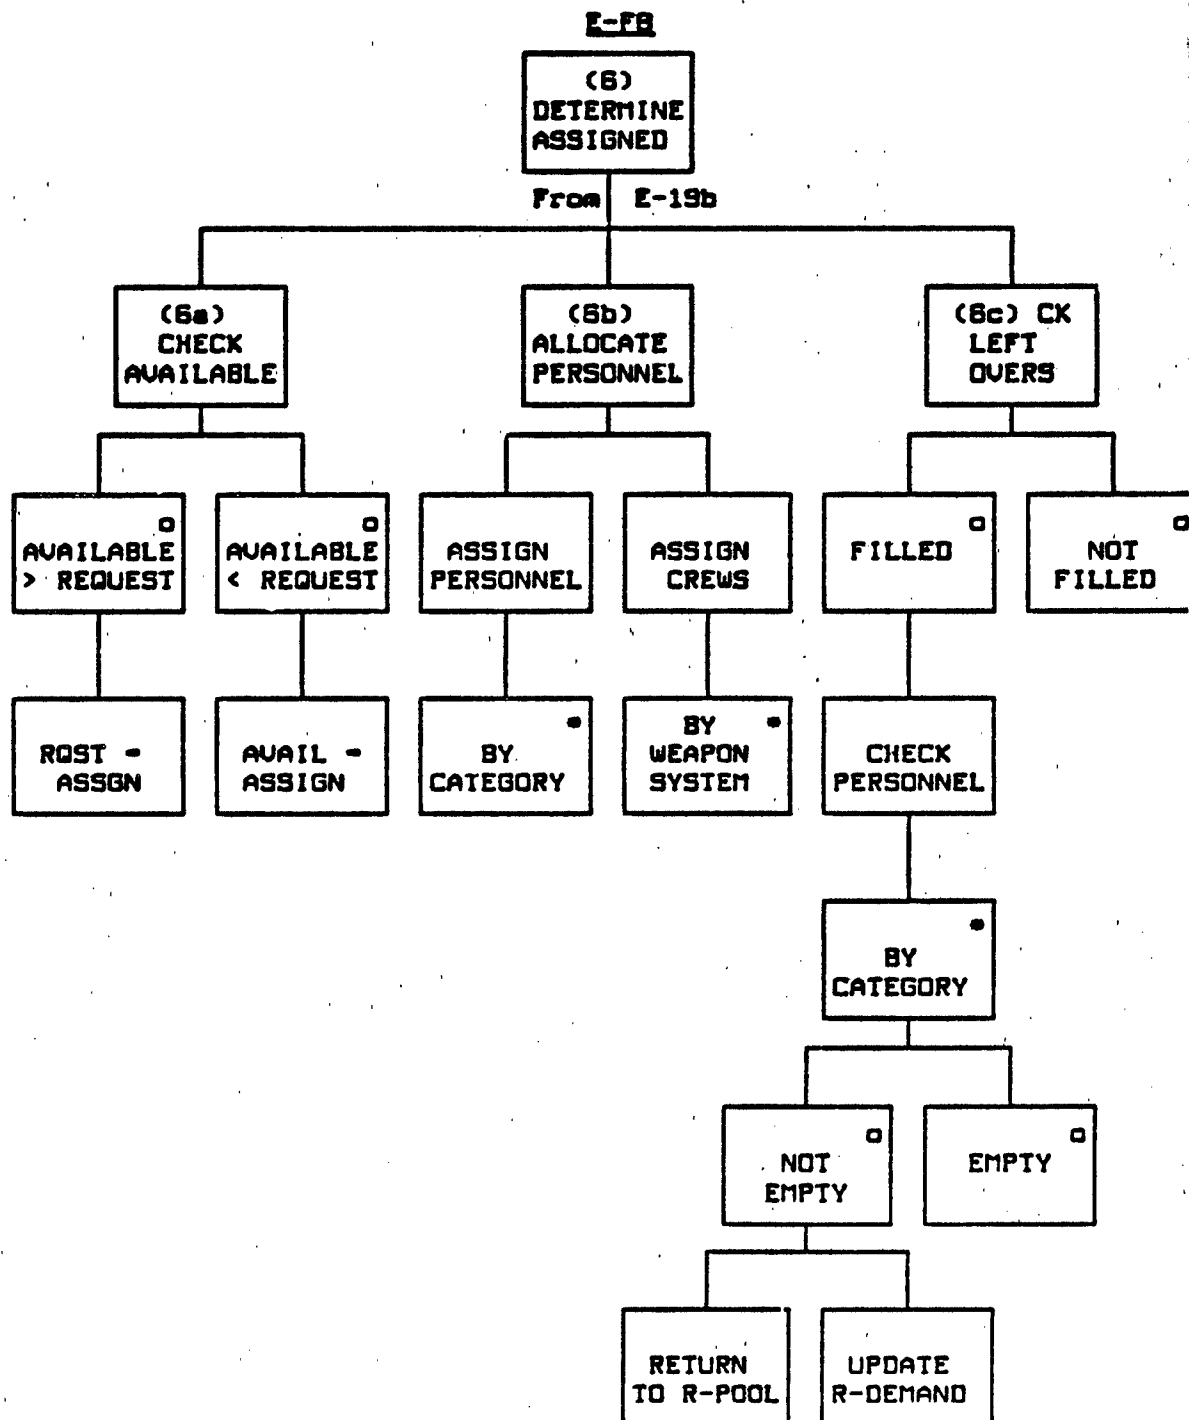 E-F8
(6)
DETERMINE
ASSIGNED
From E-19b
(6a)
CHECK
AVAILABLE
(6b)
ALLOCATE
PERSONNEL
(6c) CK
LEFT
OVERS
o
AVAILABLE
> REQUEST
o
AVAILABLE
< REQUEST
ASSIGN
PERSONNEL
ASSIGN
CREWS
o
FILLED
o
NOT
FILLED
RQST =
ASSGN
AVAIL =
ASSIGN
*
BY
CATEGORY
BY *
WEAPON
SYSTEM
CHECK
PERSONNEL
*
BY
CATEGORY
o
NOT
EMPTY
o
EMPTY
RETURN
TO R-POOL
UPDATE
R-DEMAND